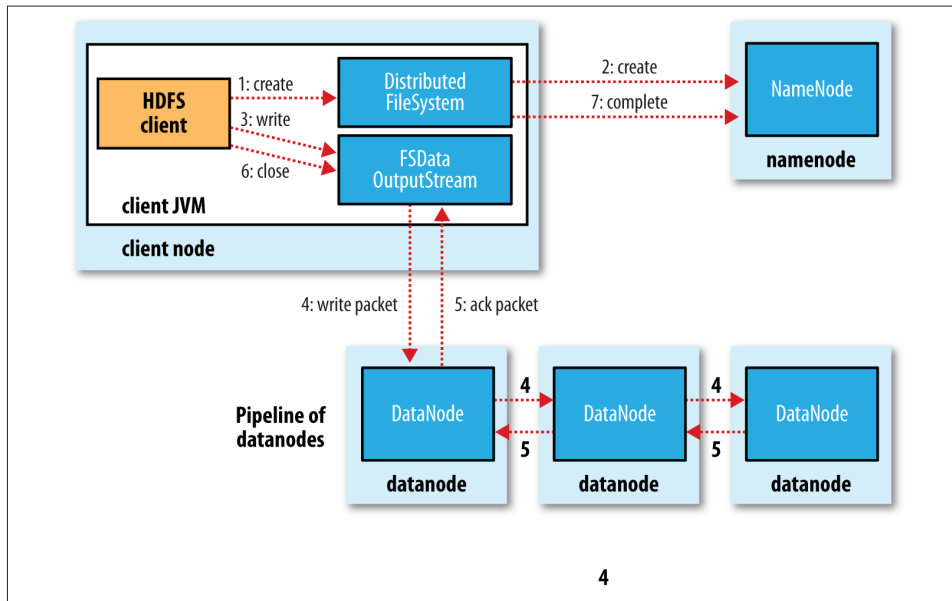 1: create
2: create
HDFS
client
Distributed
FileSystem
NameNode
3: write
7: complete
6: close
FSData
OutputStream
namenode
client JVM
client node
4: write packet
5: ack packet
Pipeline of
datanodes
DataNode
4
DataNode
4
DataNode
5
5
datanode
datanode
datanode
4